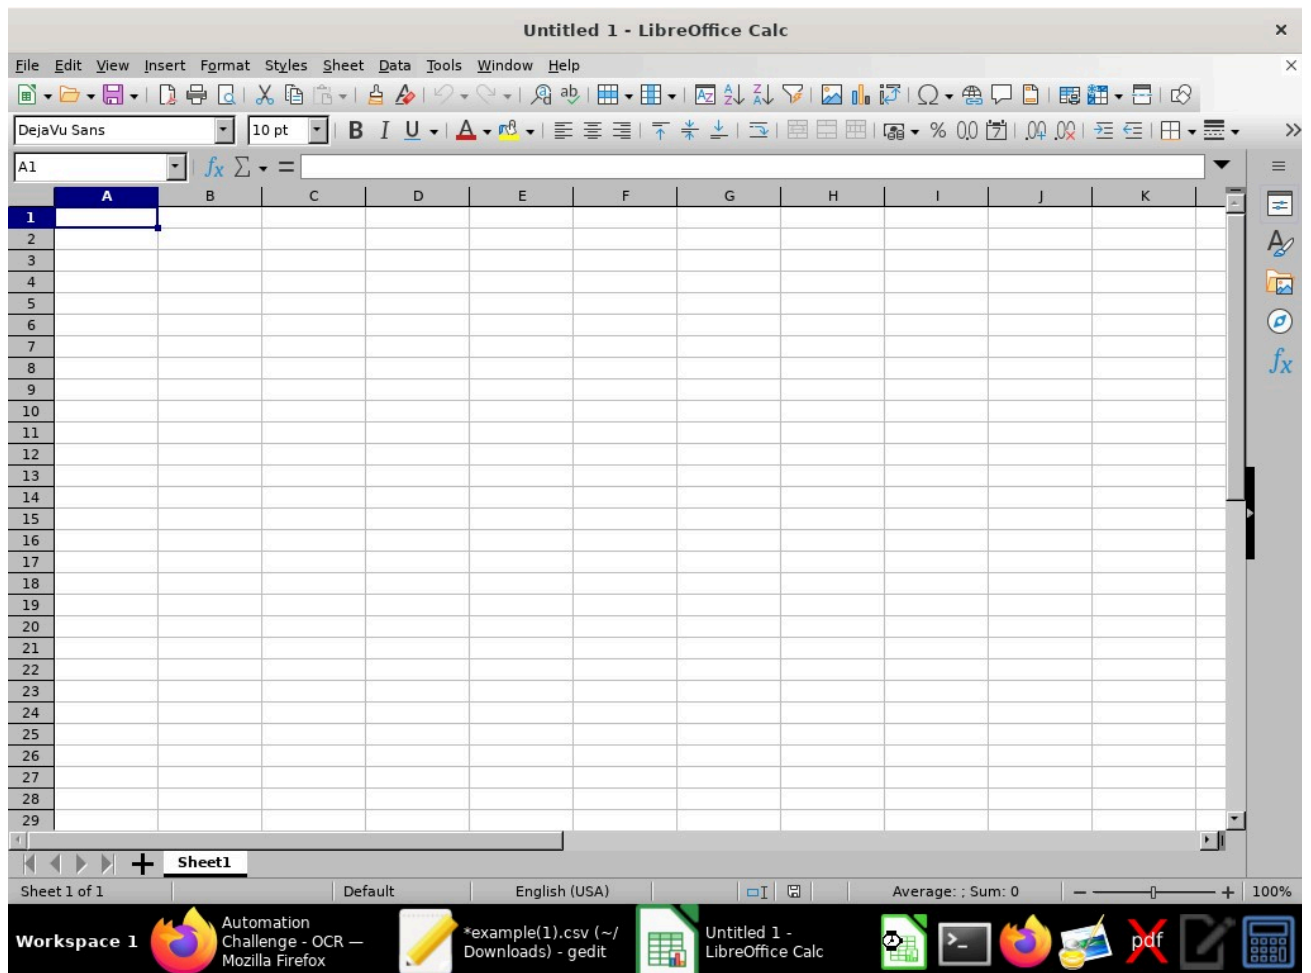 Untitled 1 - LibreOffice Calc
File Edit View Insert Format Styles Sheet Data Tools Window Help
DejaVu Sans 10 pt
A1
A B C D E F G H I J K
1
2
3
4
5
6
7
8
9
10
11
12
13
14
15
16
17
18
19
20
21
22
23
24
25
26
27
28
29
Sheet1
Sheet 1 of 1 Default English (USA) Average: ; Sum: 0 100%
Workspace 1
Automation
Challenge - OCR —
Mozilla Firefox
*example(1).csv (~/
Downloads) - gedit
Untitled 1 -
LibreOffice Calc
pdf